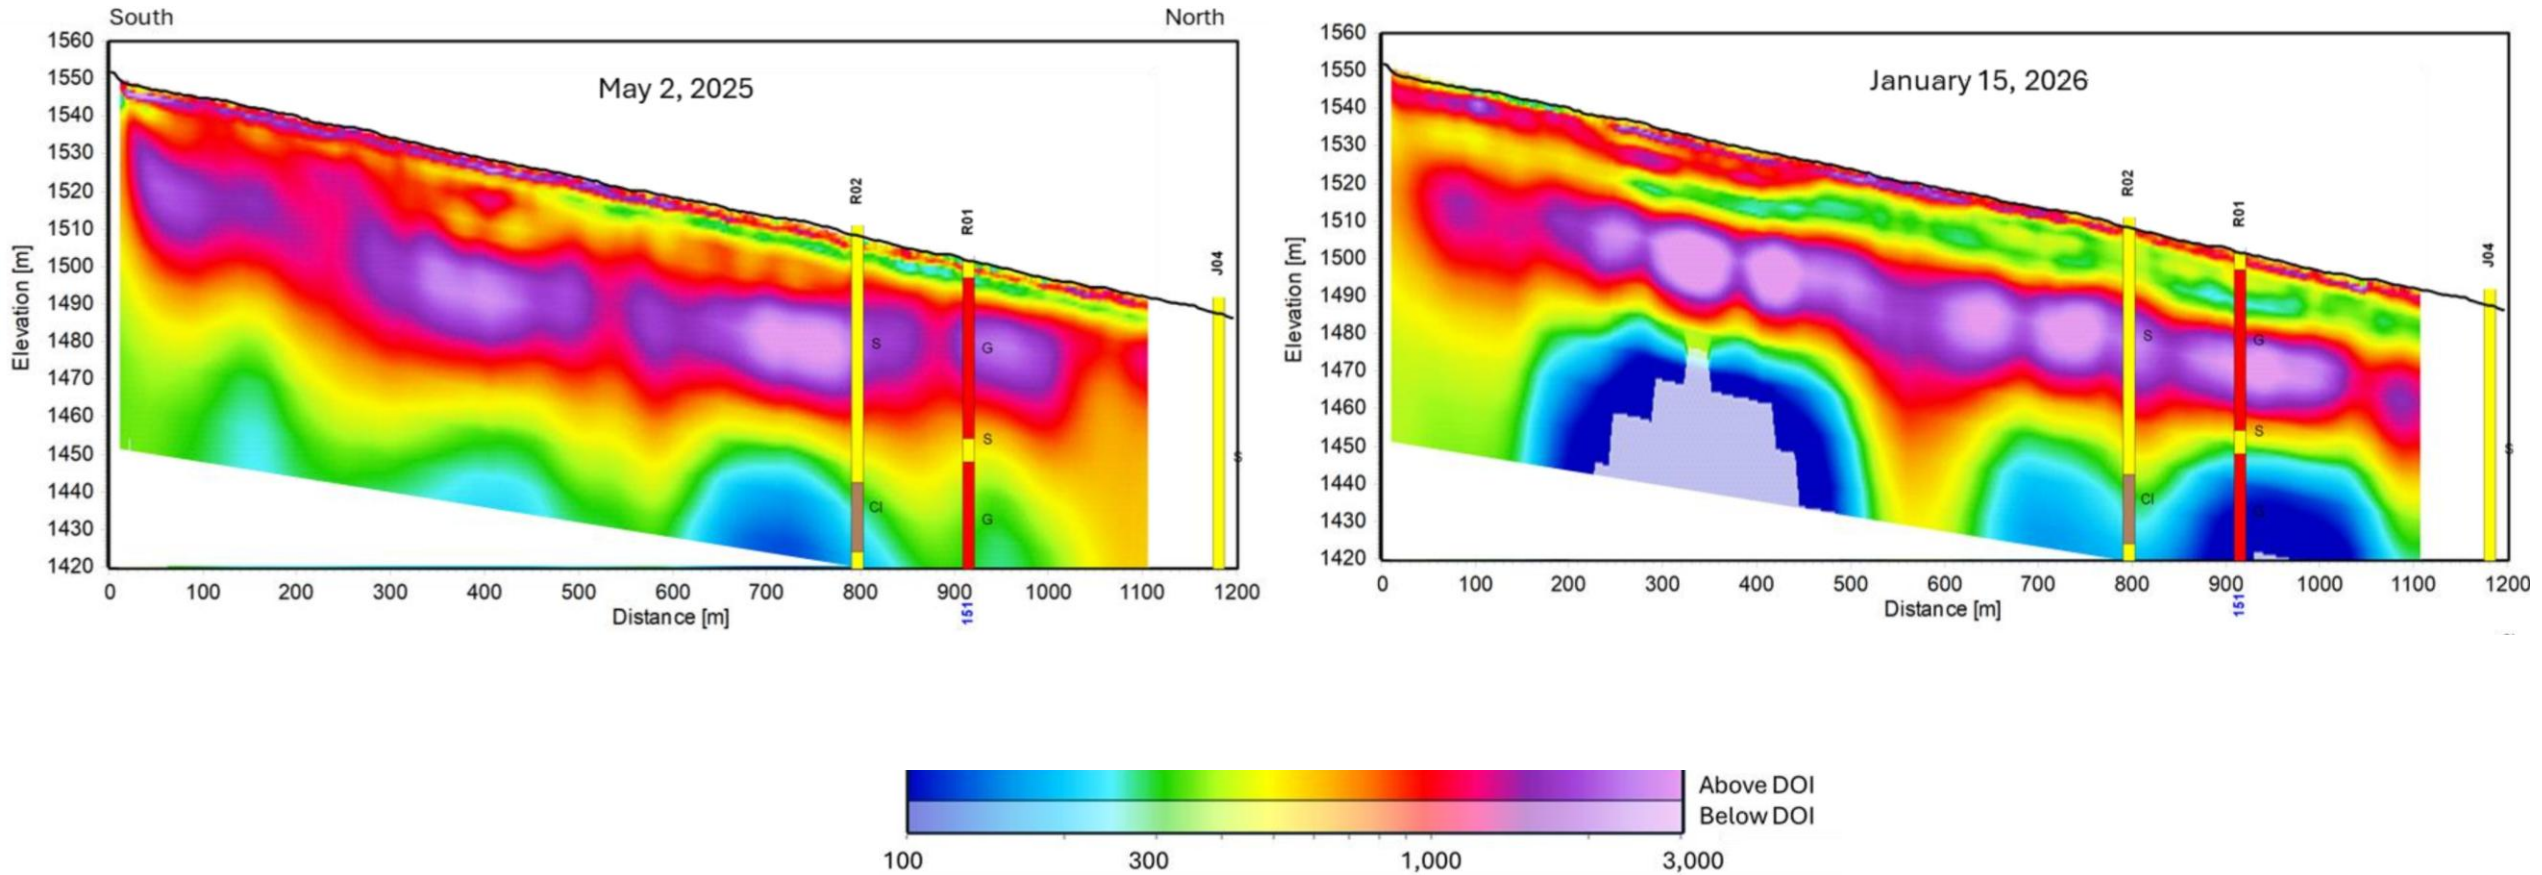 South
North
May 2, 2025
1560
1550
1540
1530
1520
1510
1500
1490
1480
1470
1460
1450
1440
1430
1420
Elevation [m]
R02
R01
J04
S
G
S
S
Cl
G
0 100 200 300 400 500 600 700 800 900 1000 1100 1200
Distance [m]
151
January 15, 2026
1560
1550
1540
1530
1520
1510
1500
1490
1480
1470
1460
1450
1440
1430
1420
Elevation [m]
R02
R01
J04
S
G
S
S
Cl
G
0 100 200 300 400 500 600 700 800 900 1000 1100 1200
Distance [m]
151
Above DOI
Below DOI
100 300 1,000 3,000